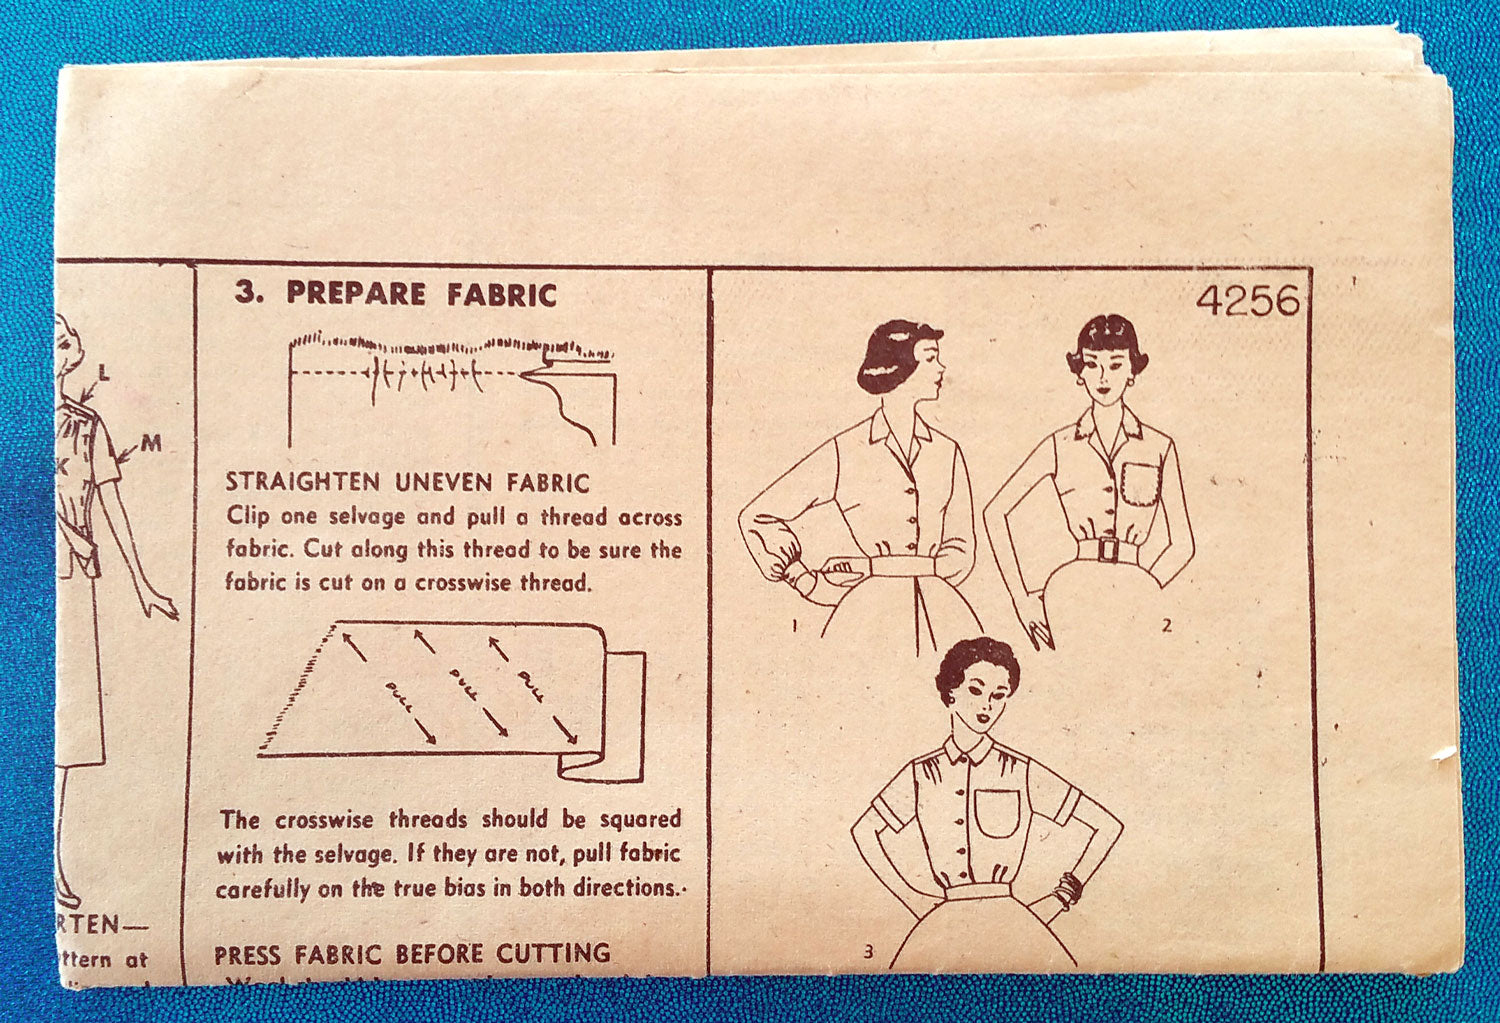 L
M
K
RTEN—
ttern at
3. PREPARE FABRIC
STRAIGHTEN UNEVEN FABRIC
Clip one selvage and pull a thread across
fabric. Cut along this thread to be sure the
fabric is cut on a crosswise thread.
PULL
PULL
PULL
The crosswise threads should be squared
with the selvage. If they are not, pull fabric
carefully on the true bias in both directions.
PRESS FABRIC BEFORE CUTTING
4256
1
2
3